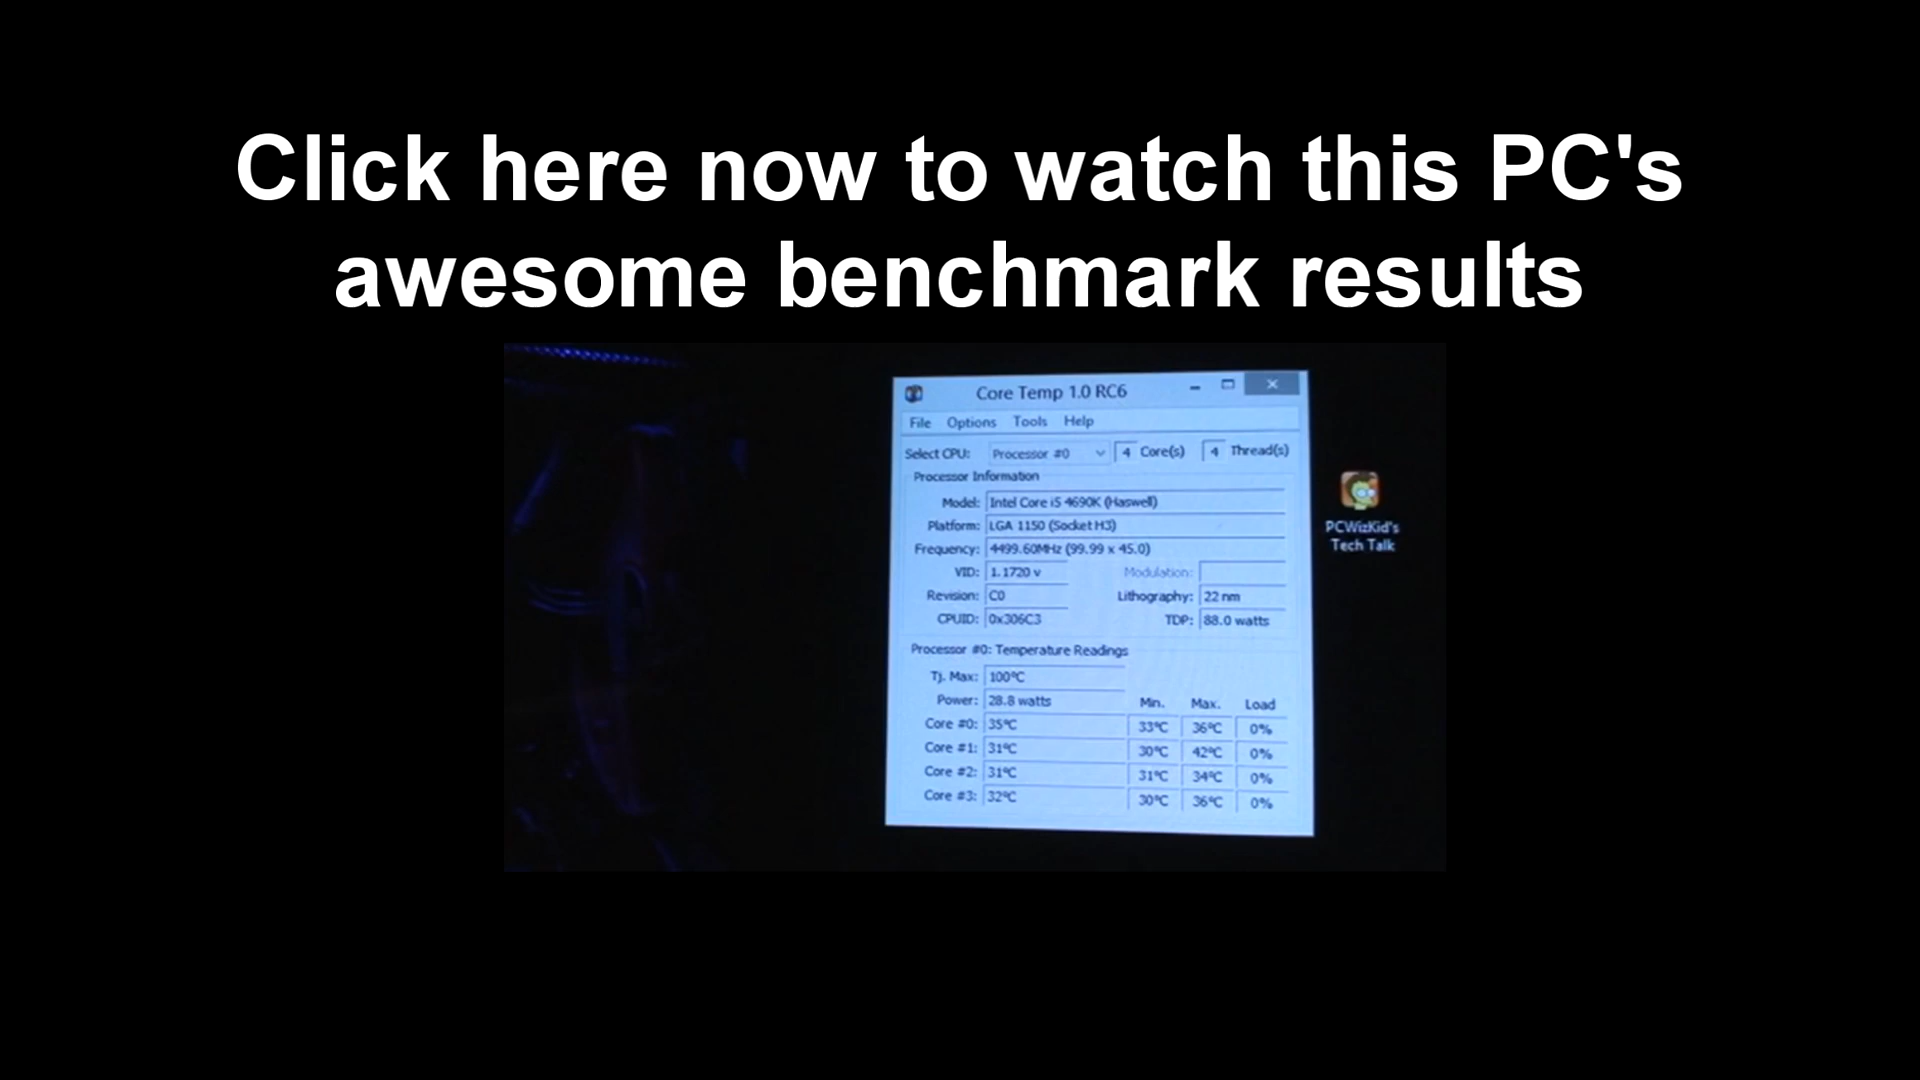 Click here now to watch this PC's
awesome benchmark results
Core Temp 1.0 RC6
File Options Tools Help
Select CPU: Processor #0 4 Core(s) 4 Thread(s)
Processor Information
Model: Intel Core i5 4690K (Haswell)
Platform: LGA 1150 (Socket H3)
Frequency: 4499.60MHz (99.99 x 45.0)
VID: 1.1720 v Modulation:
Revision: C0 Lithography: 22 nm
CPUID: 0x306C3 TDP: 88.0 watts
Processor #0: Temperature Readings
Tj. Max: 100°C
Power: 28.8 watts Min. Max. Load
Core #0: 35°C 33°C 36°C 0%
Core #1: 31°C 30°C 42°C 0%
Core #2: 31°C 31°C 34°C 0%
Core #3: 32°C 30°C 36°C 0%
PCWizKid's
Tech Talk